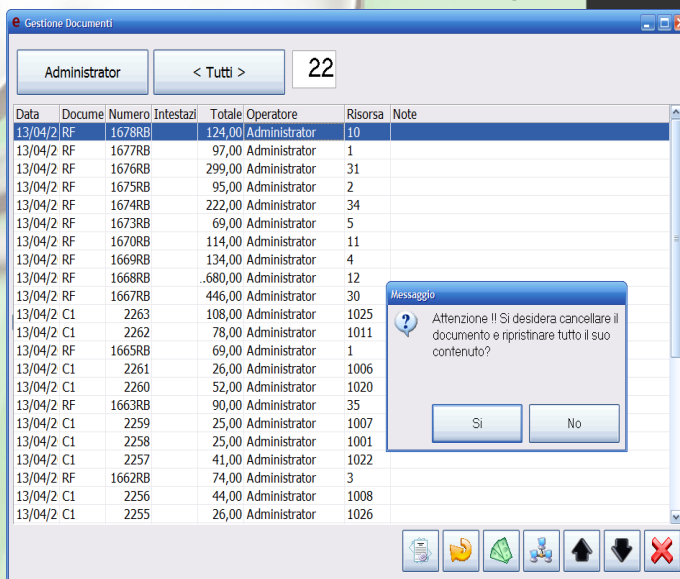 e Gestione Documenti
Administrator < Tutti > 22
Data Docume Numero Intestazi Totale Operatore Risorsa Note
13/04/2 RF 1678RB 124,00 Administrator 10
13/04/2 RF 1677RB 97,00 Administrator 1
13/04/2 RF 1676RB 299,00 Administrator 31
13/04/2 RF 1675RB 95,00 Administrator 2
13/04/2 RF 1674RB 222,00 Administrator 34
13/04/2 RF 1673RB 69,00 Administrator 5
13/04/2 RF 1670RB 114,00 Administrator 11
13/04/2 RF 1669RB 134,00 Administrator 4
13/04/2 RF 1668RB ..680,00 Administrator 12
13/04/2 RF 1667RB 446,00 Administrator 30
13/04/2 C1 2263 108,00 Administrator 1025
13/04/2 C1 2262 78,00 Administrator 1011
13/04/2 RF 1665RB 69,00 Administrator 1
13/04/2 C1 2261 26,00 Administrator 1006
13/04/2 C1 2260 52,00 Administrator 1020
13/04/2 RF 1663RB 90,00 Administrator 35
13/04/2 C1 2259 25,00 Administrator 1007
13/04/2 C1 2258 25,00 Administrator 1001
13/04/2 C1 2257 41,00 Administrator 1022
13/04/2 RF 1662RB 74,00 Administrator 3
13/04/2 C1 2256 44,00 Administrator 1008
13/04/2 C1 2255 26,00 Administrator 1026
Messaggio
Attenzione !! Si desidera cancellare il
documento e ripristinare tutto il suo
contenuto?
Si No